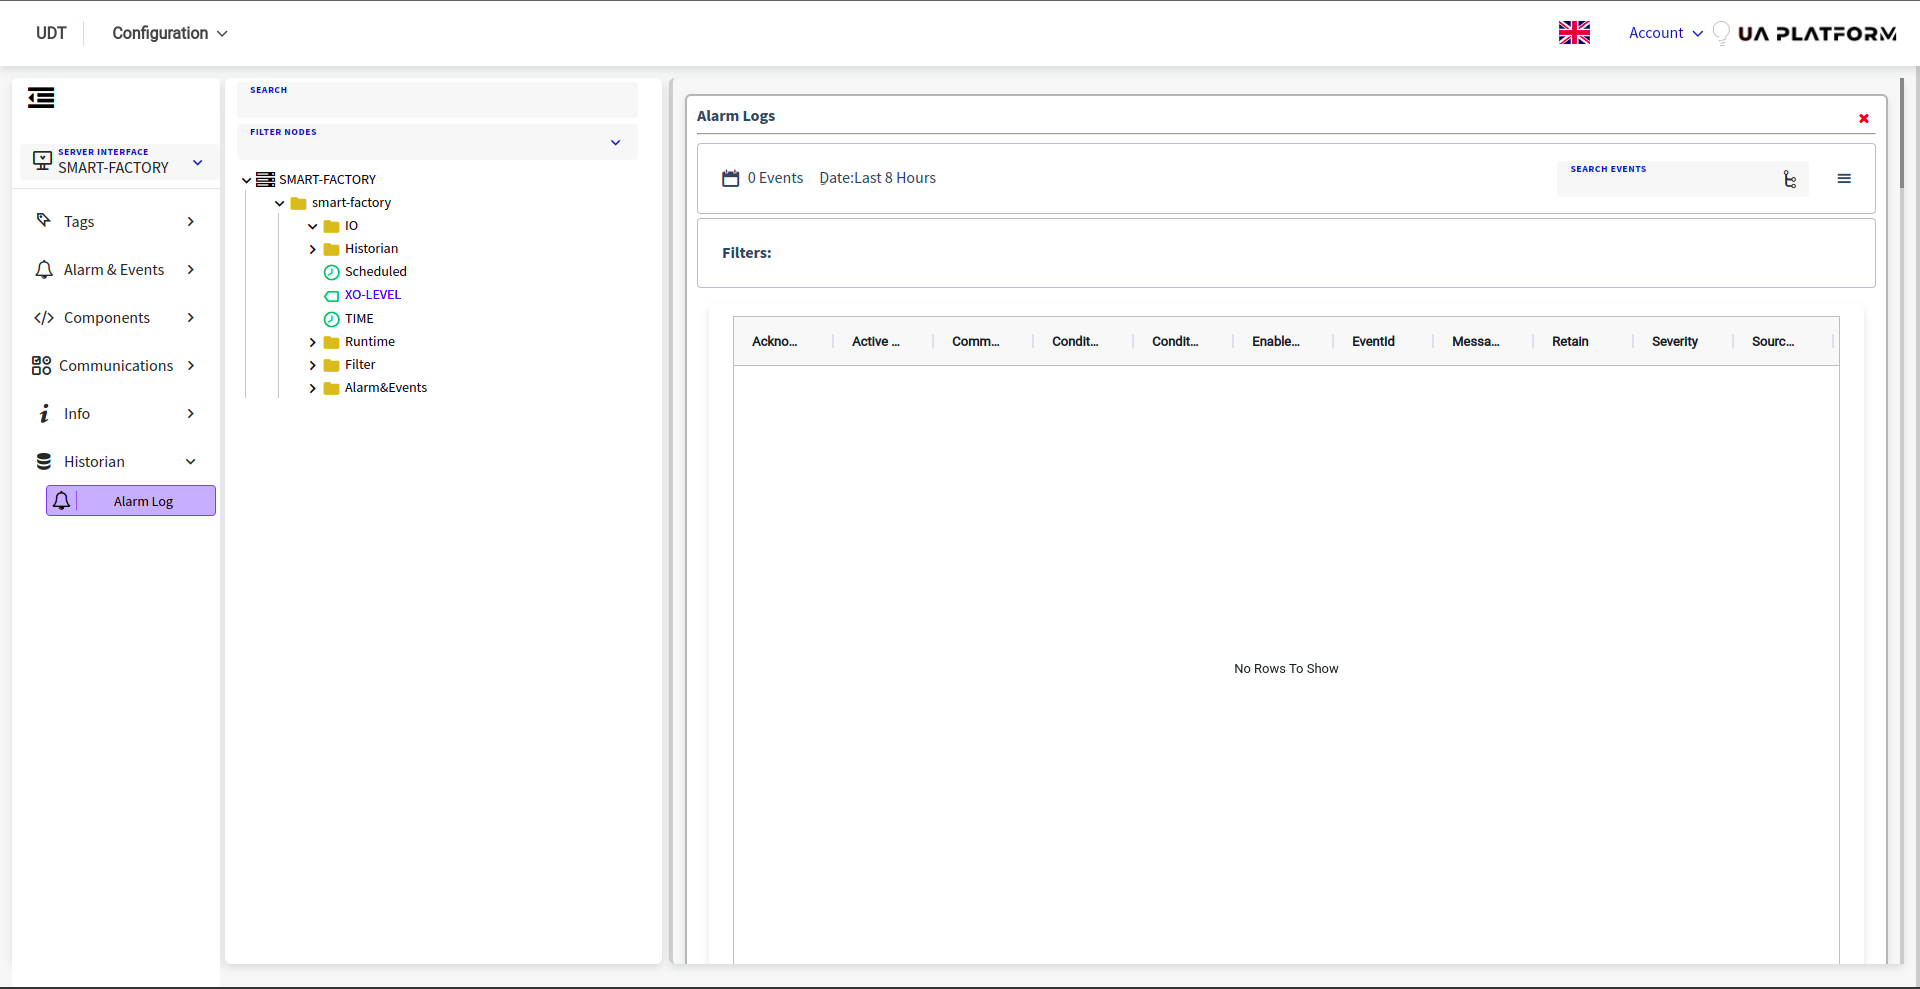 UDT
Configuration
Account
UA PLATFORM
SERVER INTERFACE
SMART-FACTORY
Tags
Alarm & Events
Components
Communications
Info
Historian
Alarm Log
SEARCH
FILTER NODES
SMART-FACTORY
smart-factory
IO
Historian
Scheduled
XO-LEVEL
TIME
Runtime
Filter
Alarm&Events
Alarm Logs
0 Events Date:Last 8 Hours
SEARCH EVENTS
Filters:
Ackno... Active ... Comm... Condit... Condit... Enable... EventId Messa... Retain Severity Sourc...
No Rows To Show